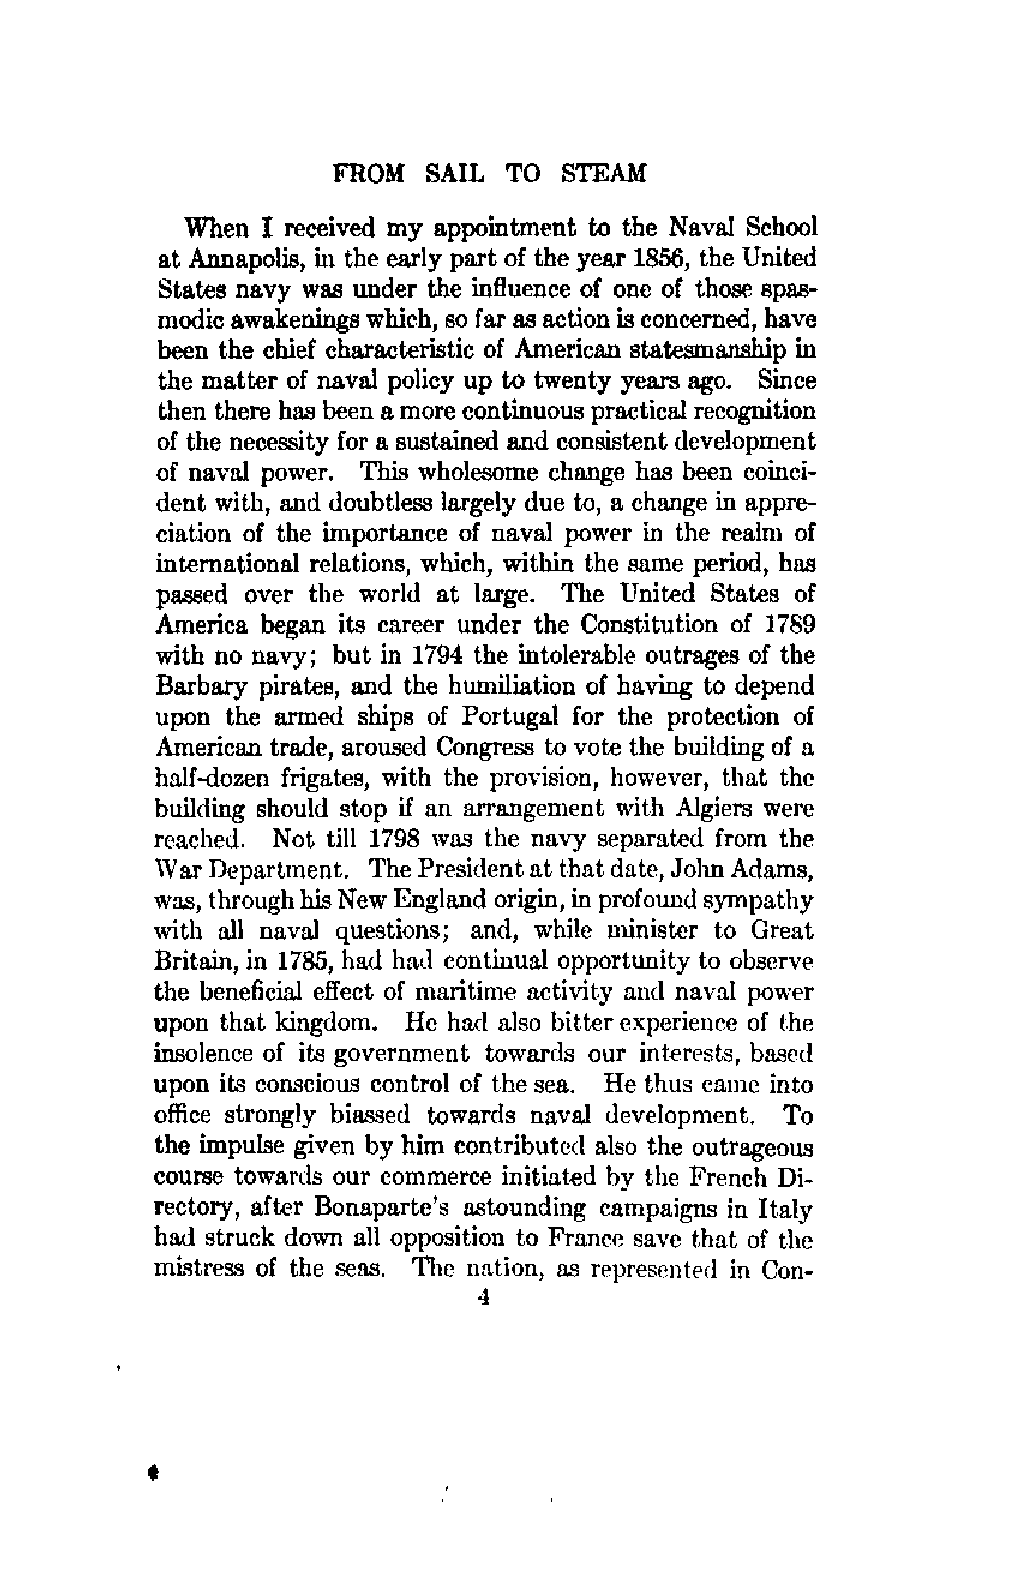 FROM SAIL TO STEAM
When I received my appointment to the Naval School
at Annapolis, in the early part of the year 1856, the United
States navy was under the influence of one of those spas-
modic awakenings which, so far as action is concerned, have
been the chief characteristic of American statesmanship in
the matter of naval policy up to twenty years ago. Since
then there has been a more continuous practical recognition
of the necessity for a sustained and consistent development
of naval power. This wholesome change has been coinci-
dent with, and doubtless largely due to, a change in appre-
ciation of the importance of naval power in the realm of
international relations, which, within the same period, has
passed over the world at large. The United States of
America began its career under the Constitution of 1789
with no navy; but in 1794 the intolerable outrages of the
Barbary pirates, and the humiliation of having to depend
upon the armed ships of Portugal for the protection of
American trade, aroused Congress to vote the building of a
half-dozen frigates, with the provision, however, that the
building should stop if an arrangement with Algiers were
reached. Not till 1798 was the navy separated from the
War Department. The President at that date, John Adams,
was, through his New England origin, in profound sympathy
with all naval questions; and, while minister to Great
Britain, in 1785, had had continual opportunity to observe
the beneficial effect of maritime activity and naval power
upon that kingdom. He had also bitter experience of the
insolence of its government towards our interests, based
upon its conscious control of the sea. He thus came into
office strongly biassed towards naval development. To
the impulse given by him contributed also the outrageous
course towards our commerce initiated by the French Di-
rectory, after Bonaparte's astounding campaigns in Italy
had struck down all opposition to France save that of the
mistress of the seas. The nation, as represented in Con-
4